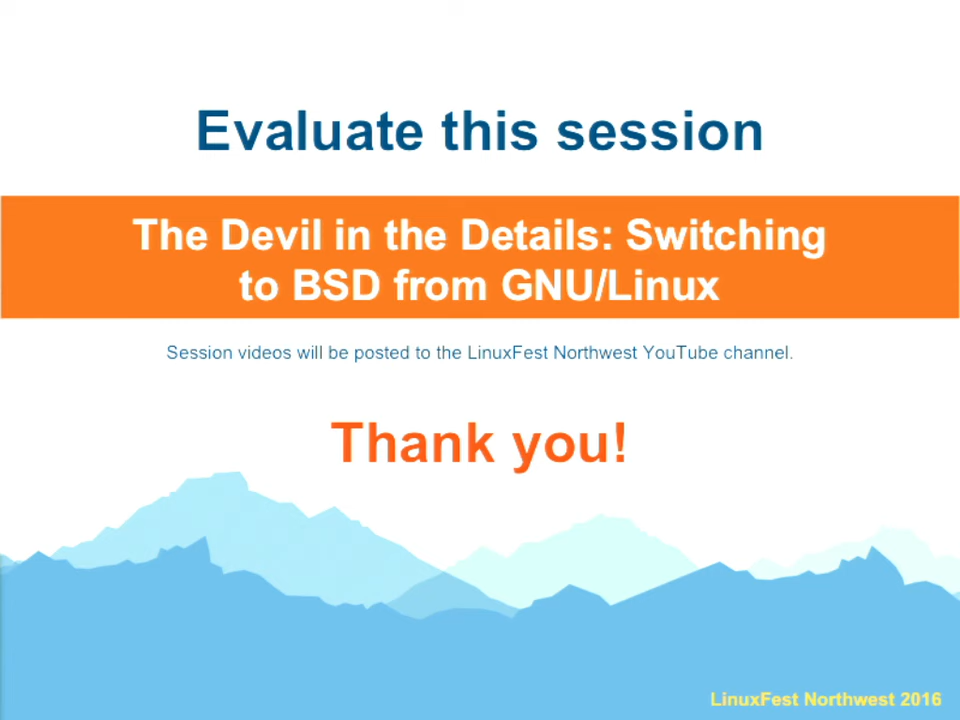 Evaluate this session
The Devil in the Details: Switching
to BSD from GNU/Linux
Session videos will be posted to the LinuxFest Northwest YouTube channel.
Thank you!
LinuxFest Northwest 2016